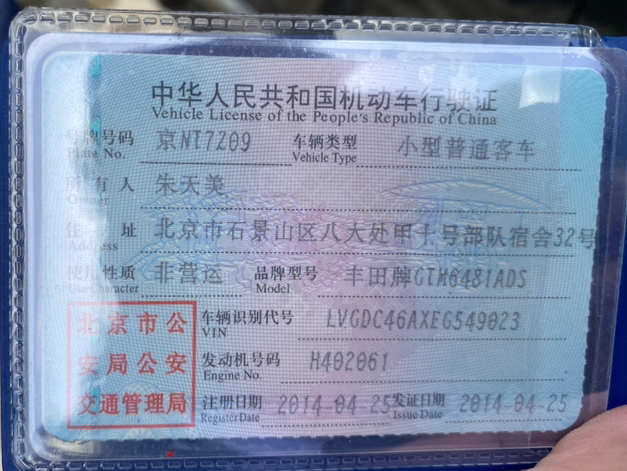 中华人民共和国机动车行驶证
Vehicle License of the People's Republic of China
号牌号码 京NT7Z09 车辆类型 小型普通客车
Plate No. Vehicle Type
所有人 朱天美
Owner
住址 北京市石景山区八大处甲十号部队宿舍32号
Address
使用性质 非营运 品牌型号 丰田牌GTM6481ADS
Use Character Model
北京市公安局公安交通管理局
车辆识别代号 LVGDC46AXEG549023
VIN
发动机号码 H402061
Engine No.
注册日期 2014-04-25 发证日期 2014-04-25
Register Date Issue Date